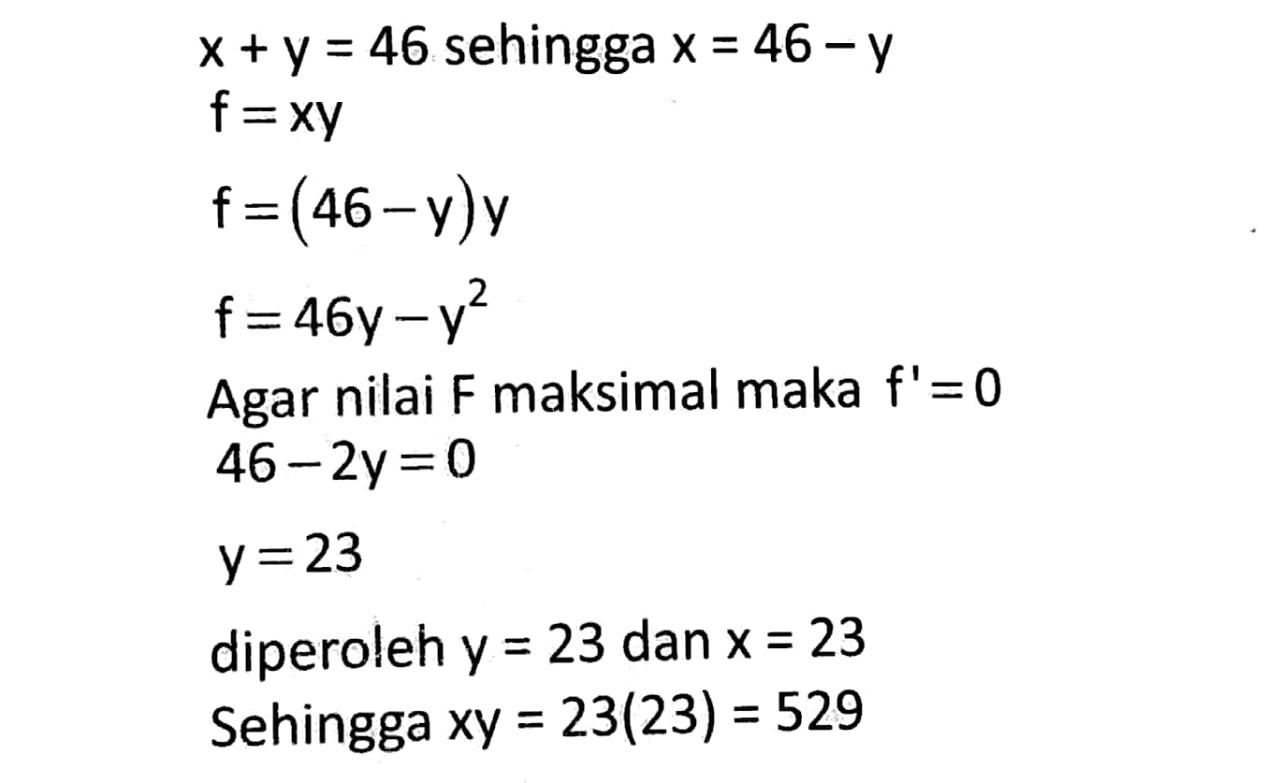 x + y = 46 sehingga x = 46 – y
f = xy
f = (46 – y)y
f = 46y – y²
Agar nilai F maksimal maka f' = 0
46 – 2y = 0
y = 23
diperoleh y = 23 dan x = 23
Sehingga xy = 23(23) = 529